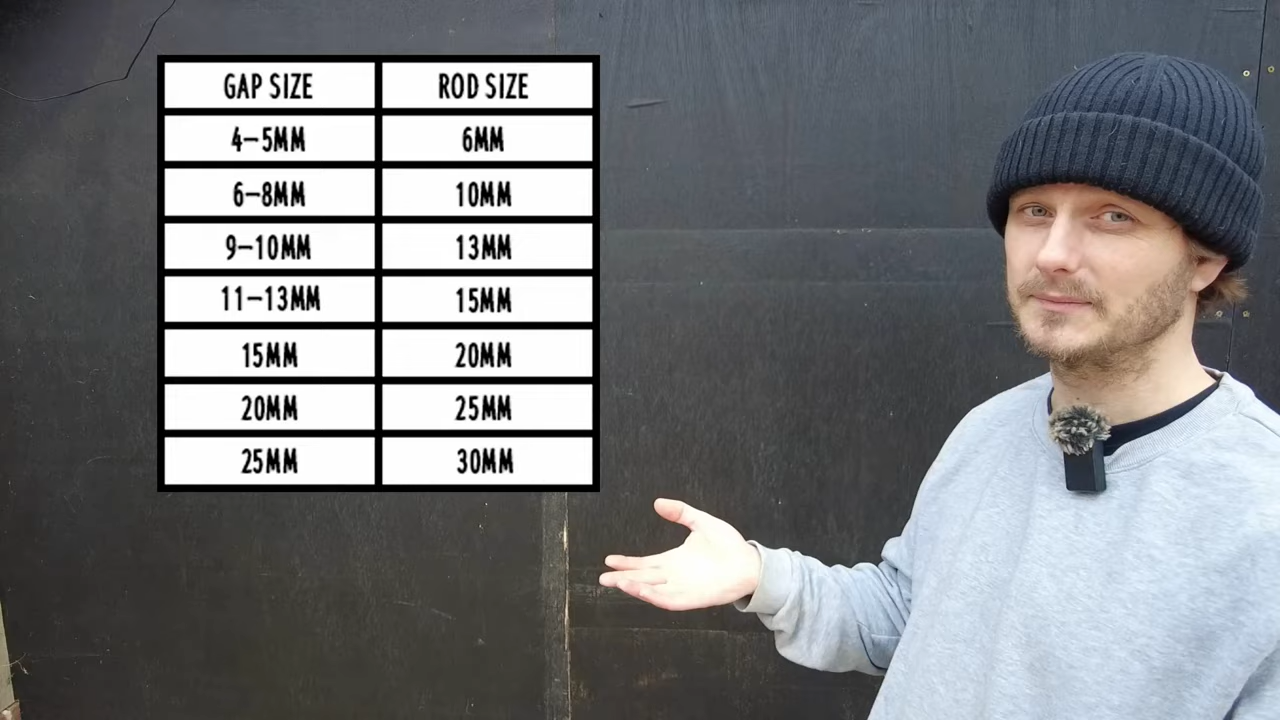 GAP SIZE ROD SIZE
4–5MM 6MM
6–8MM 10MM
9–10MM 13MM
11–13MM 15MM
15MM 20MM
20MM 25MM
25MM 30MM